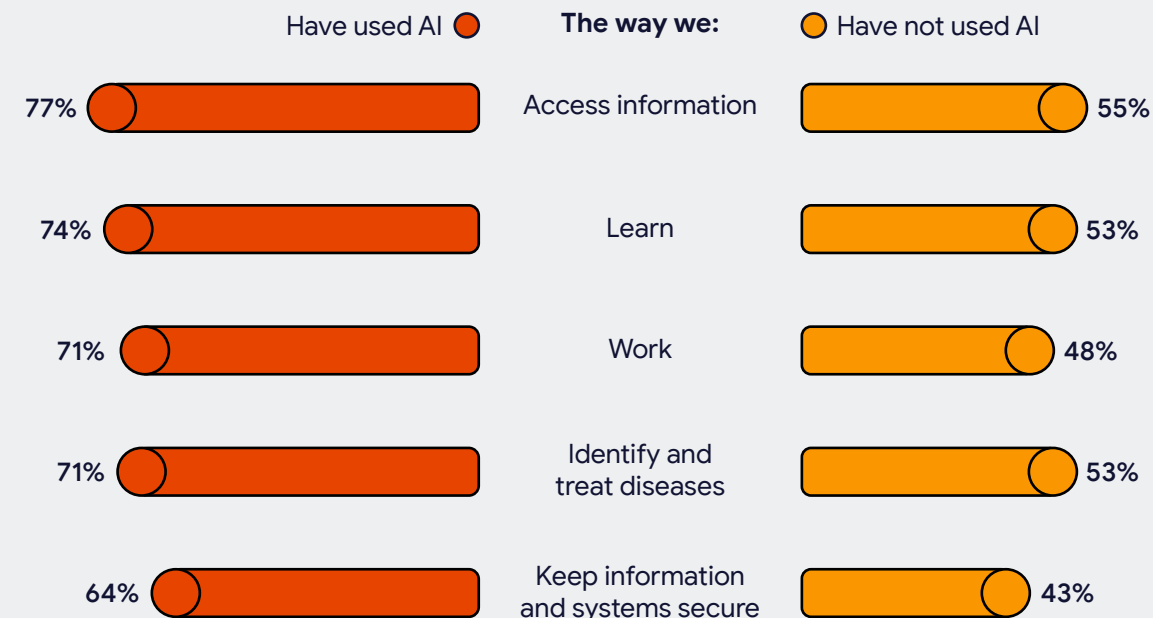 Have used AI
The way we:
Have not used AI
77%
Access information
55%
74%
Learn
53%
71%
Work
48%
71%
Identify and
treat diseases
53%
64%
Keep information
and systems secure
43%